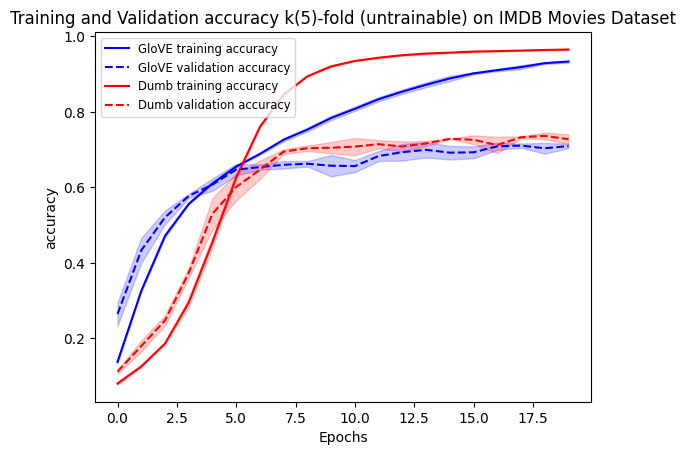 Training and Validation accuracy k(5)-fold (untrainable) on IMDB Movies Dataset
GloVE training accuracy
GloVE validation accuracy
Dumb training accuracy
Dumb validation accuracy
1.0
0.8
0.6
0.4
0.2
accuracy
0.0 2.5 5.0 7.5 10.0 12.5 15.0 17.5
Epochs